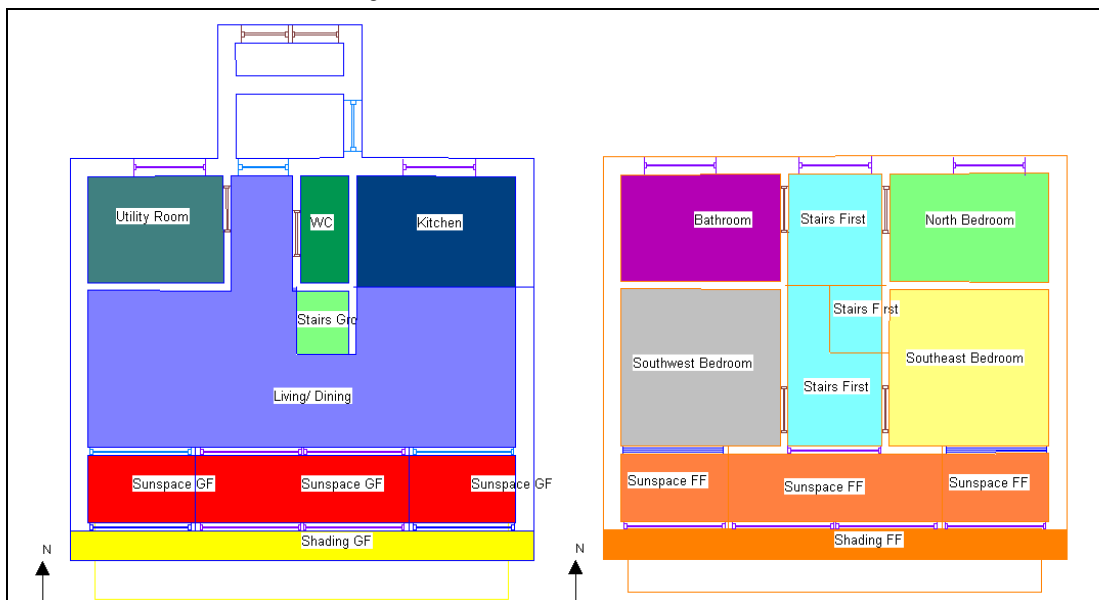 Utility Room
WC
Kitchen
Stairs Gro
Living/ Dining
Sunspace GF
Sunspace GF
Sunspace GF
Shading GF
N
Bathroom
Stairs First
North Bedroom
Stairs First
Southwest Bedroom
Southeast Bedroom
Stairs First
Sunspace FF
Sunspace FF
Sunspace FF
Shading FF
N